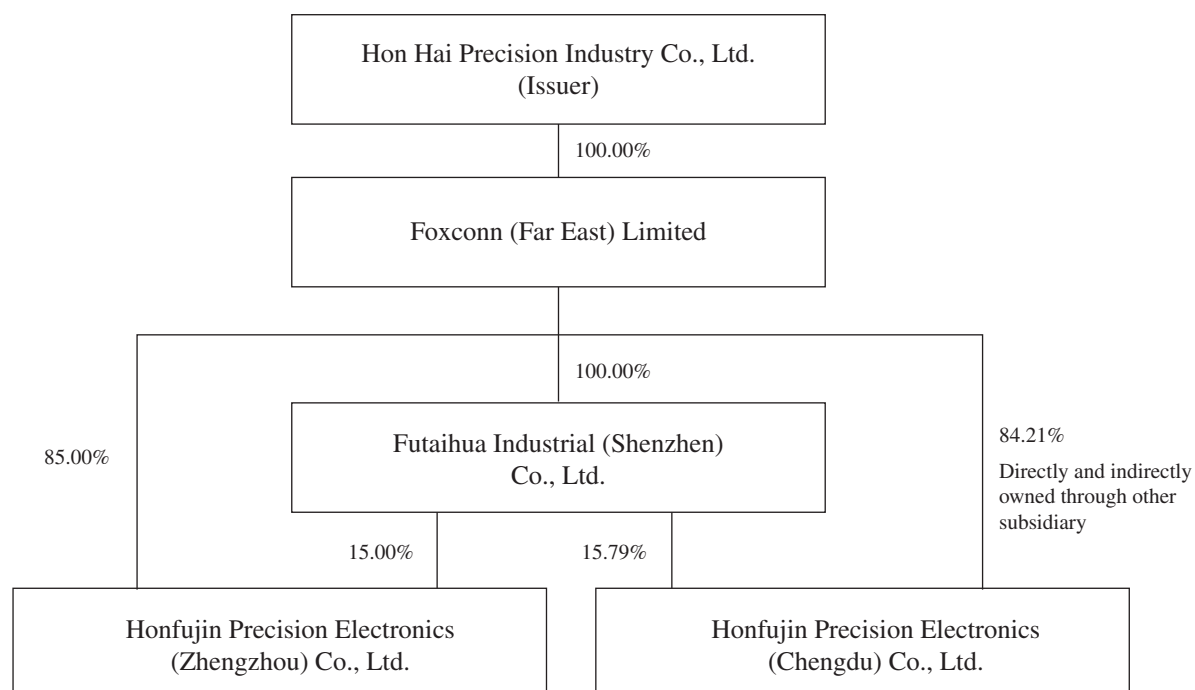 Hon Hai Precision Industry Co., Ltd.
(Issuer)
100.00%
Foxconn (Far East) Limited
100.00%
Futaihua Industrial (Shenzhen)
Co., Ltd.
85.00%
84.21%
Directly and indirectly
owned through other
subsidiary
15.00%
15.79%
Honfujin Precision Electronics
(Zhengzhou) Co., Ltd.
Honfujin Precision Electronics
(Chengdu) Co., Ltd.